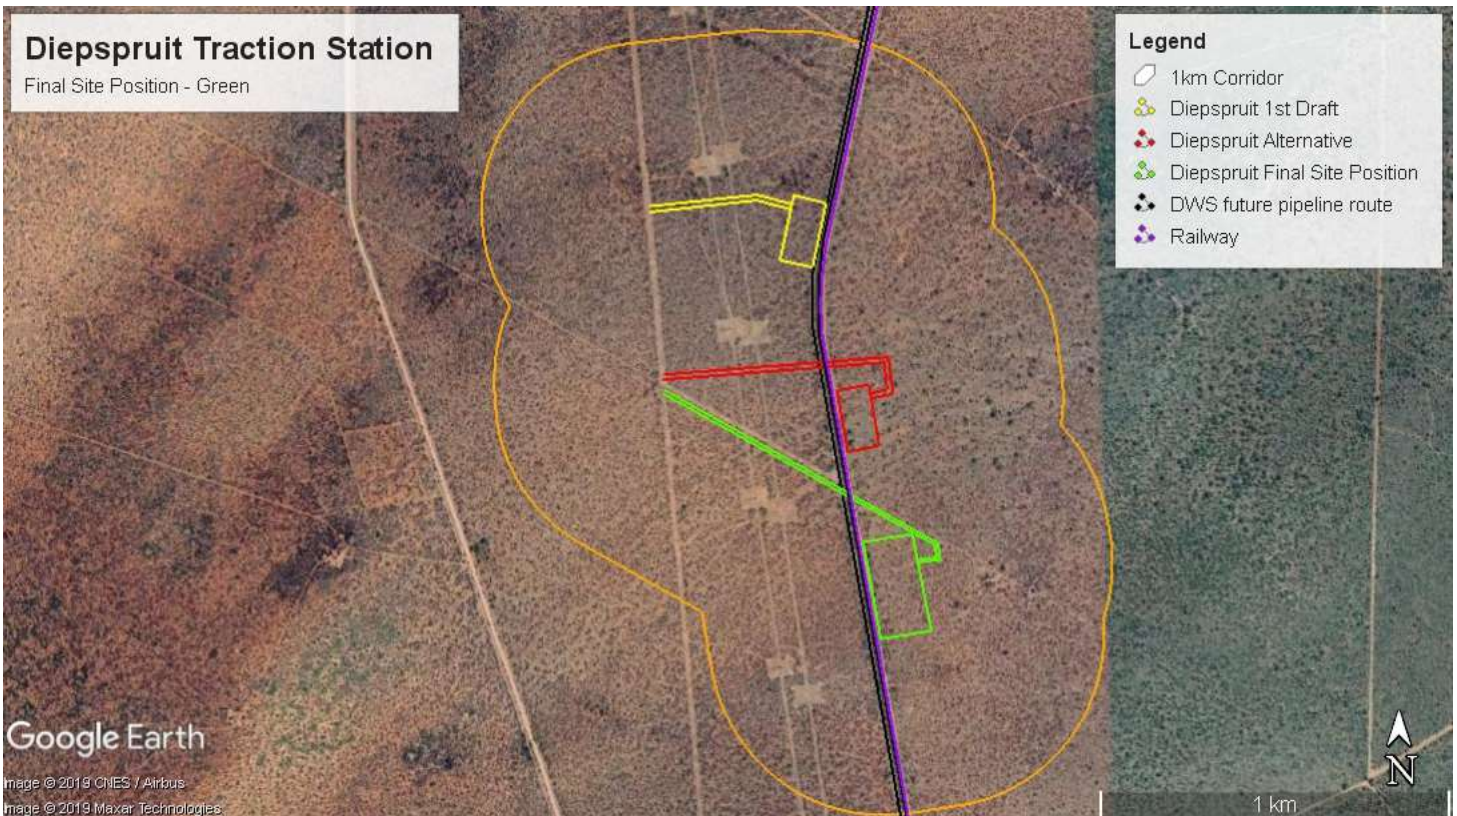 Diepspruit Traction Station
Final Site Position - Green
Legend
1km Corridor
Diepspruit 1st Draft
Diepspruit Alternative
Diepspruit Final Site Position
DWS future pipeline route
Railway
Google Earth
Image © 2019 CNES / Airbus
Image © 2019 Maxar Technologies
N
1 km